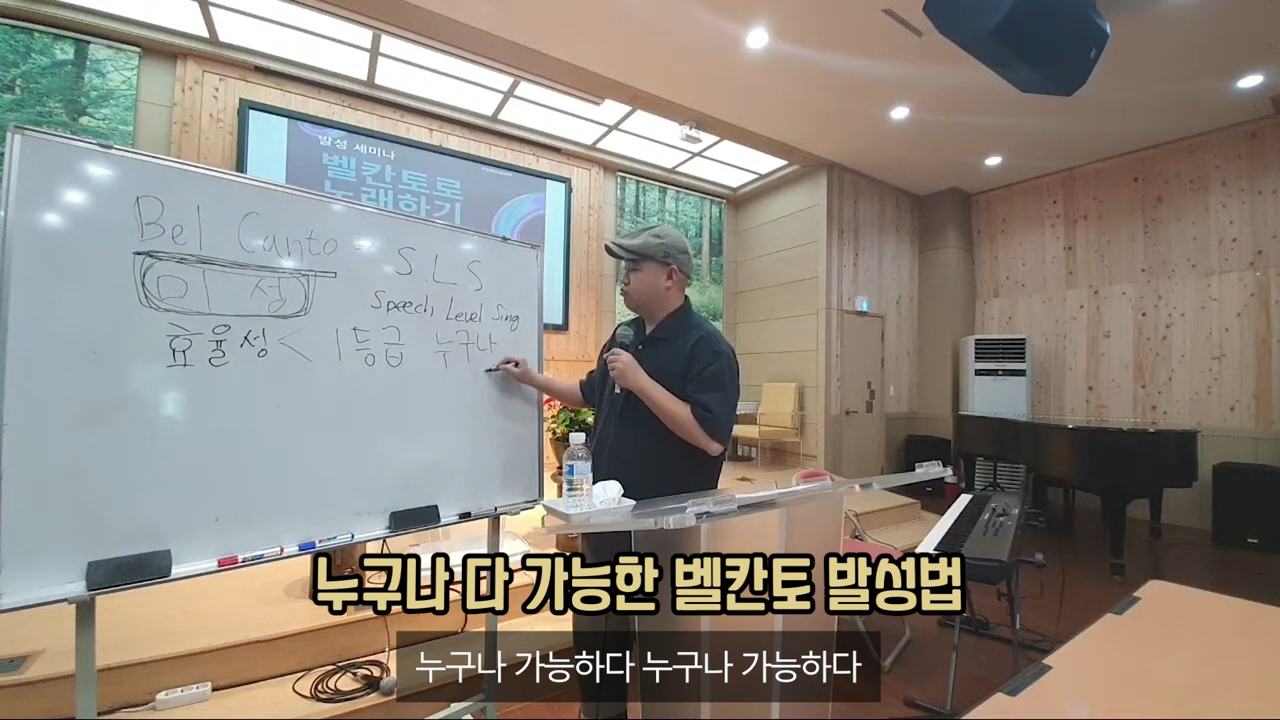 발성 세미나
벨칸토로
노래하기
Bel Canto - S.L.S
미성
Speech Level Sing
효율성 < 1등급 누구나
누구나 다 가능한 벨칸토 발성법
누구나 가능하다 누구나 가능하다